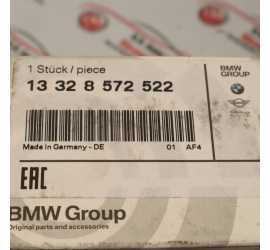 1 Stück / piece
BMW
GROUP
13 32 8 572 522
Made in Germany - DE 01 AF4
EAC
BMW Group
Original parts and accessories